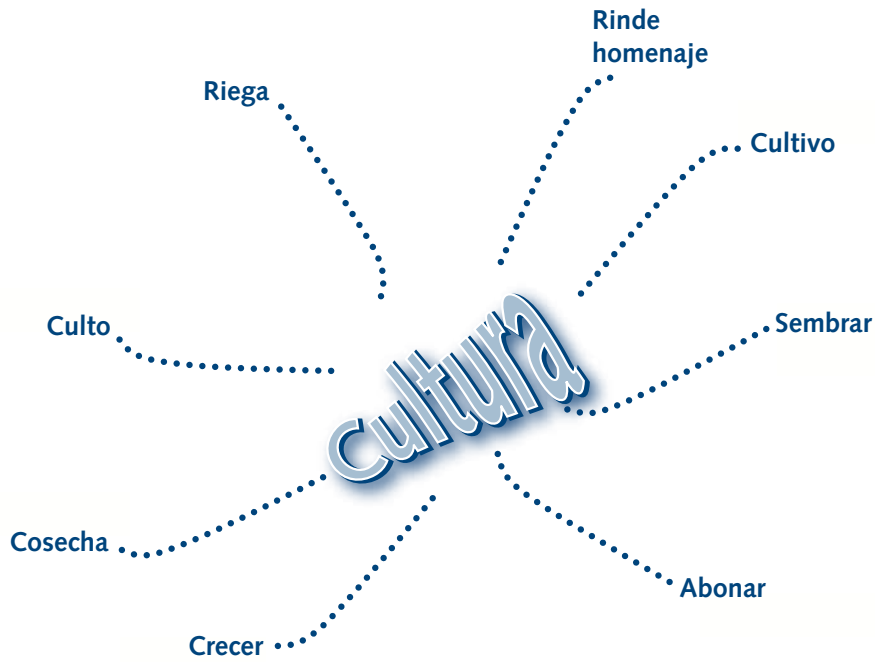 Rinde
homenaje
Riega
Cultivo
Culto
Sembrar
cultura
Cosecha
Abonar
Crecer